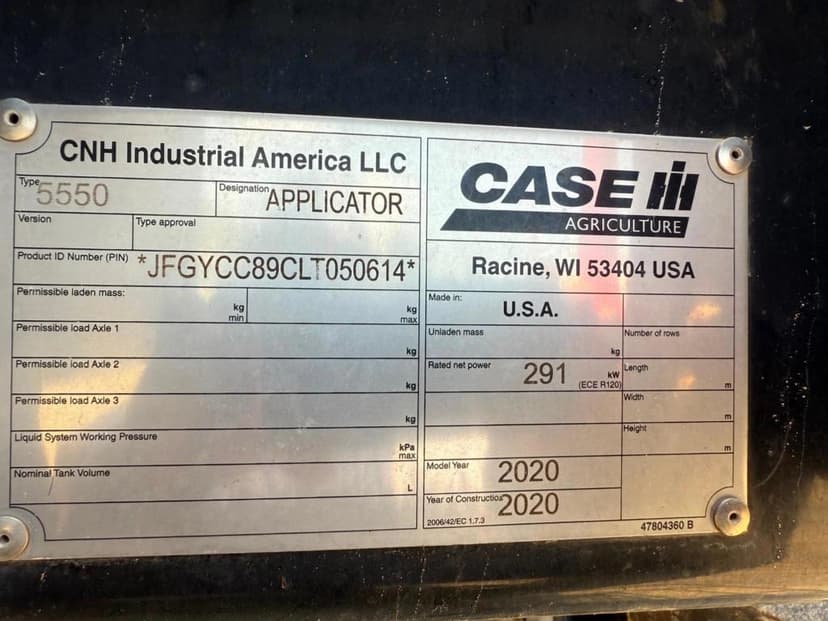 CNH Industrial America LLC
Type 5550
Designation APPLICATOR
Version
Type approval
Product ID Number (PIN) *JFGYCC89CLT050614*
Permissible laden mass:
kg min
kg max
Permissible load Axle 1
kg
Permissible load Axle 2
kg
Permissible load Axle 3
kg
Liquid System Working Pressure
kPa max
Nominal Tank Volume
L
CASE IH
AGRICULTURE
Racine, WI 53404 USA
Made in: U.S.A.
Unladen mass
kg
Number of rows
Rated net power 291 kW
(ECE R120)
Length
m
Width
m
Height
m
Model Year 2020
Year of Construction 2020
2006/42/EC 1.7.3
47804360 B